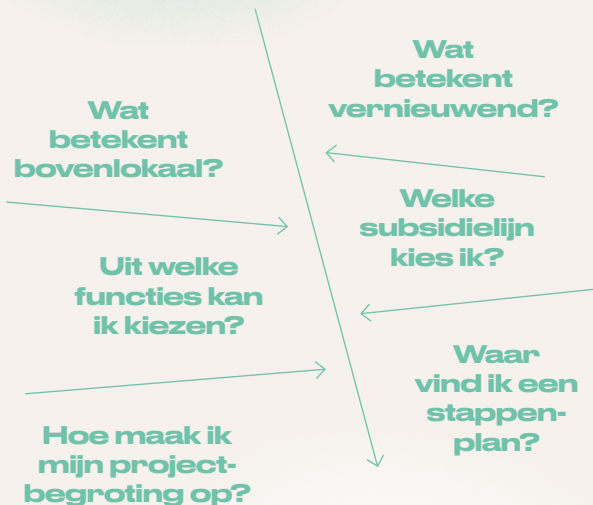 Wat
betekent
vernieuwend?
Wat
betekent
bovenlokaal?
Welke
subsidielijn
kies ik?
Uit welke
functies kan
ik kiezen?
Waar
vind ik een
stappen-
plan?
Hoe maak ik
mijn project-
begroting op?